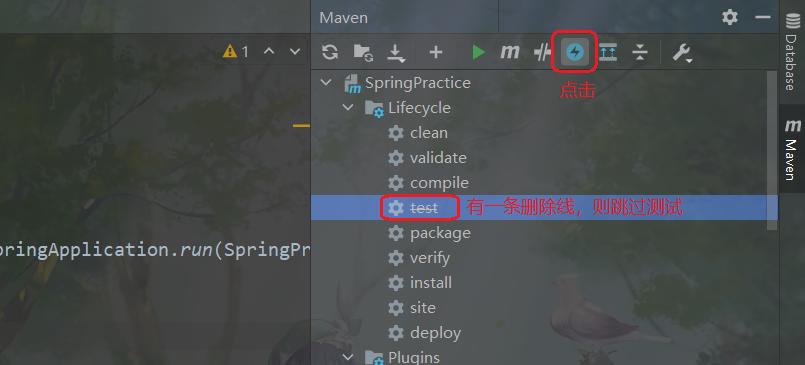 Maven
1
m
点击
SpringPractice
Lifecycle
clean
validate
compile
test 有一条删除线，则跳过测试
package
pringApplication.run(SpringPr
verify
install
site
deploy
Plugins
Database
m Maven